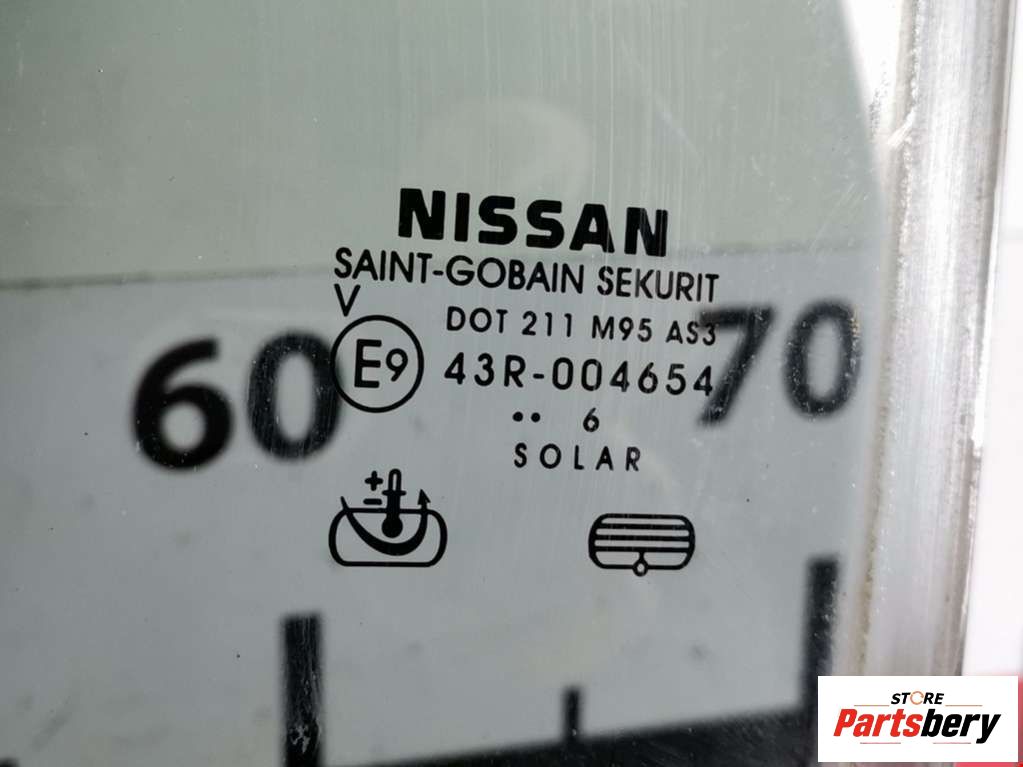 NISSAN
SAINT-GOBAIN SEKURIT
V
DOT 211 M95 AS3
60 E9 43R-004654 70
•• 6
SOLAR
+
−
STORE
Partsbery